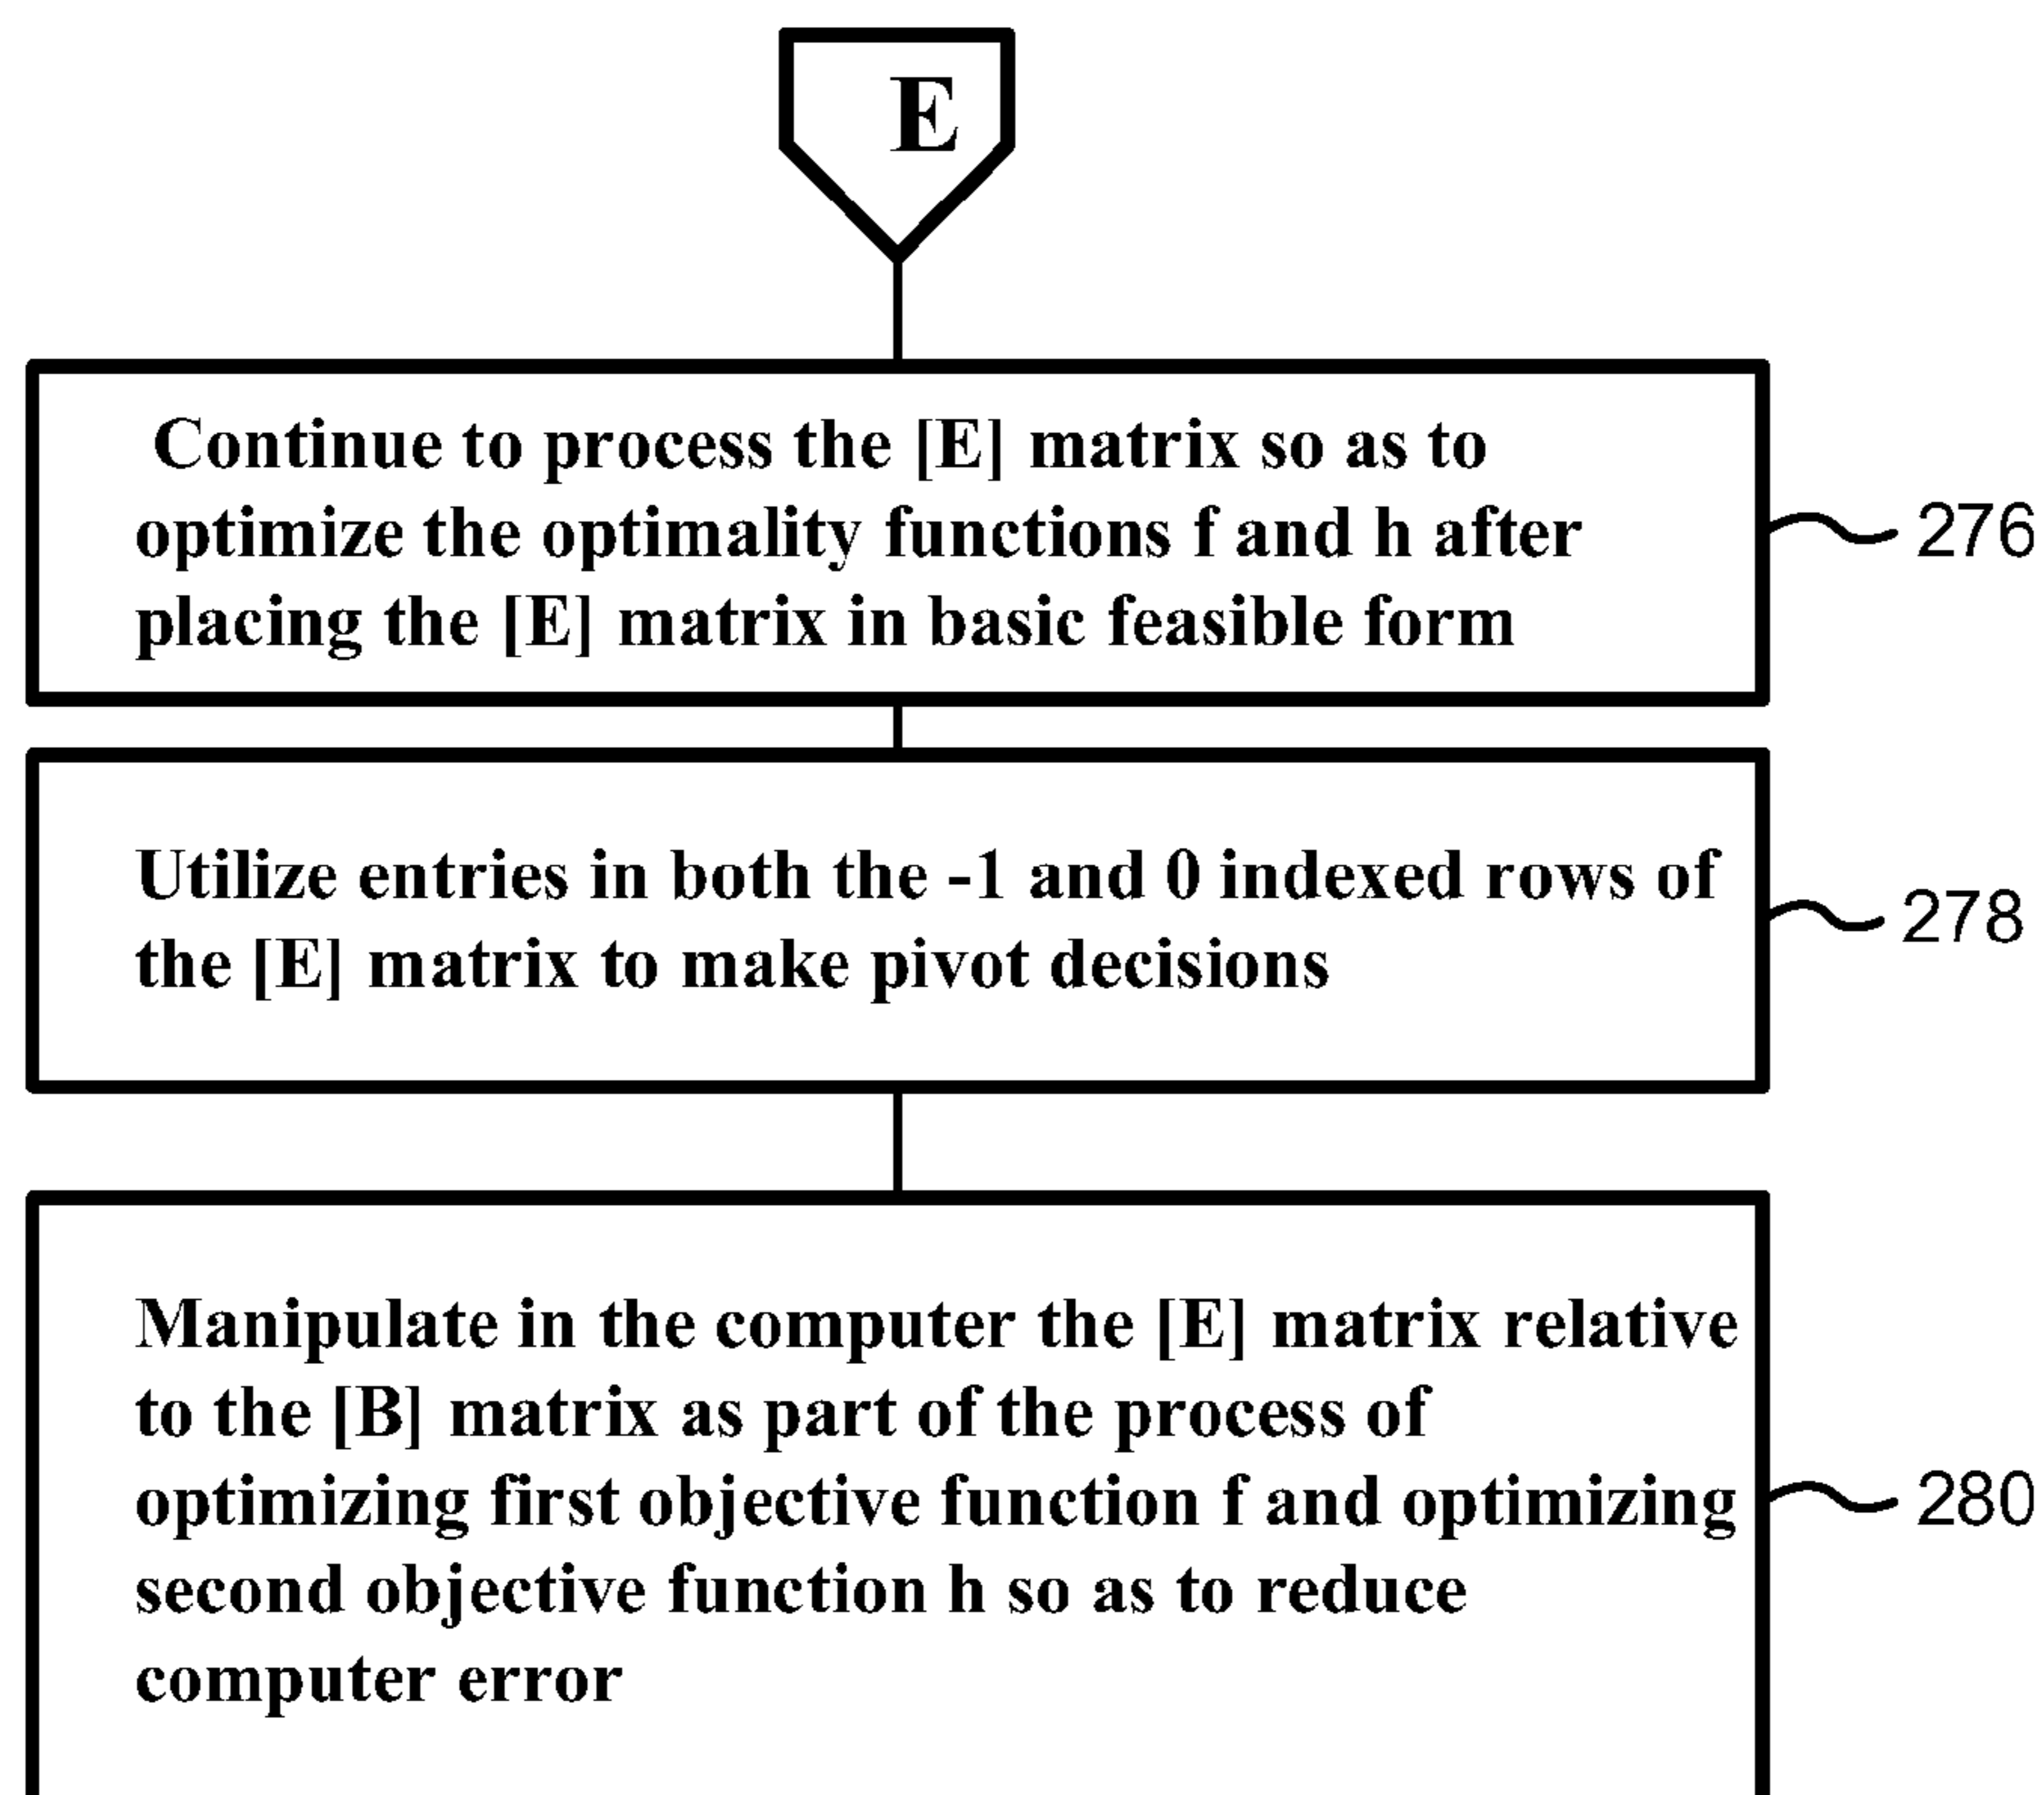 E
Continue to process the [E] matrix so as to
optimize the optimality functions f and h after
placing the [E] matrix in basic feasible form
276
Utilize entries in both the -1 and 0 indexed rows of
the [E] matrix to make pivot decisions
278
Manipulate in the computer the [E] matrix relative
to the [B] matrix as part of the process of
optimizing first objective function f and optimizing
second objective function h so as to reduce
computer error
280